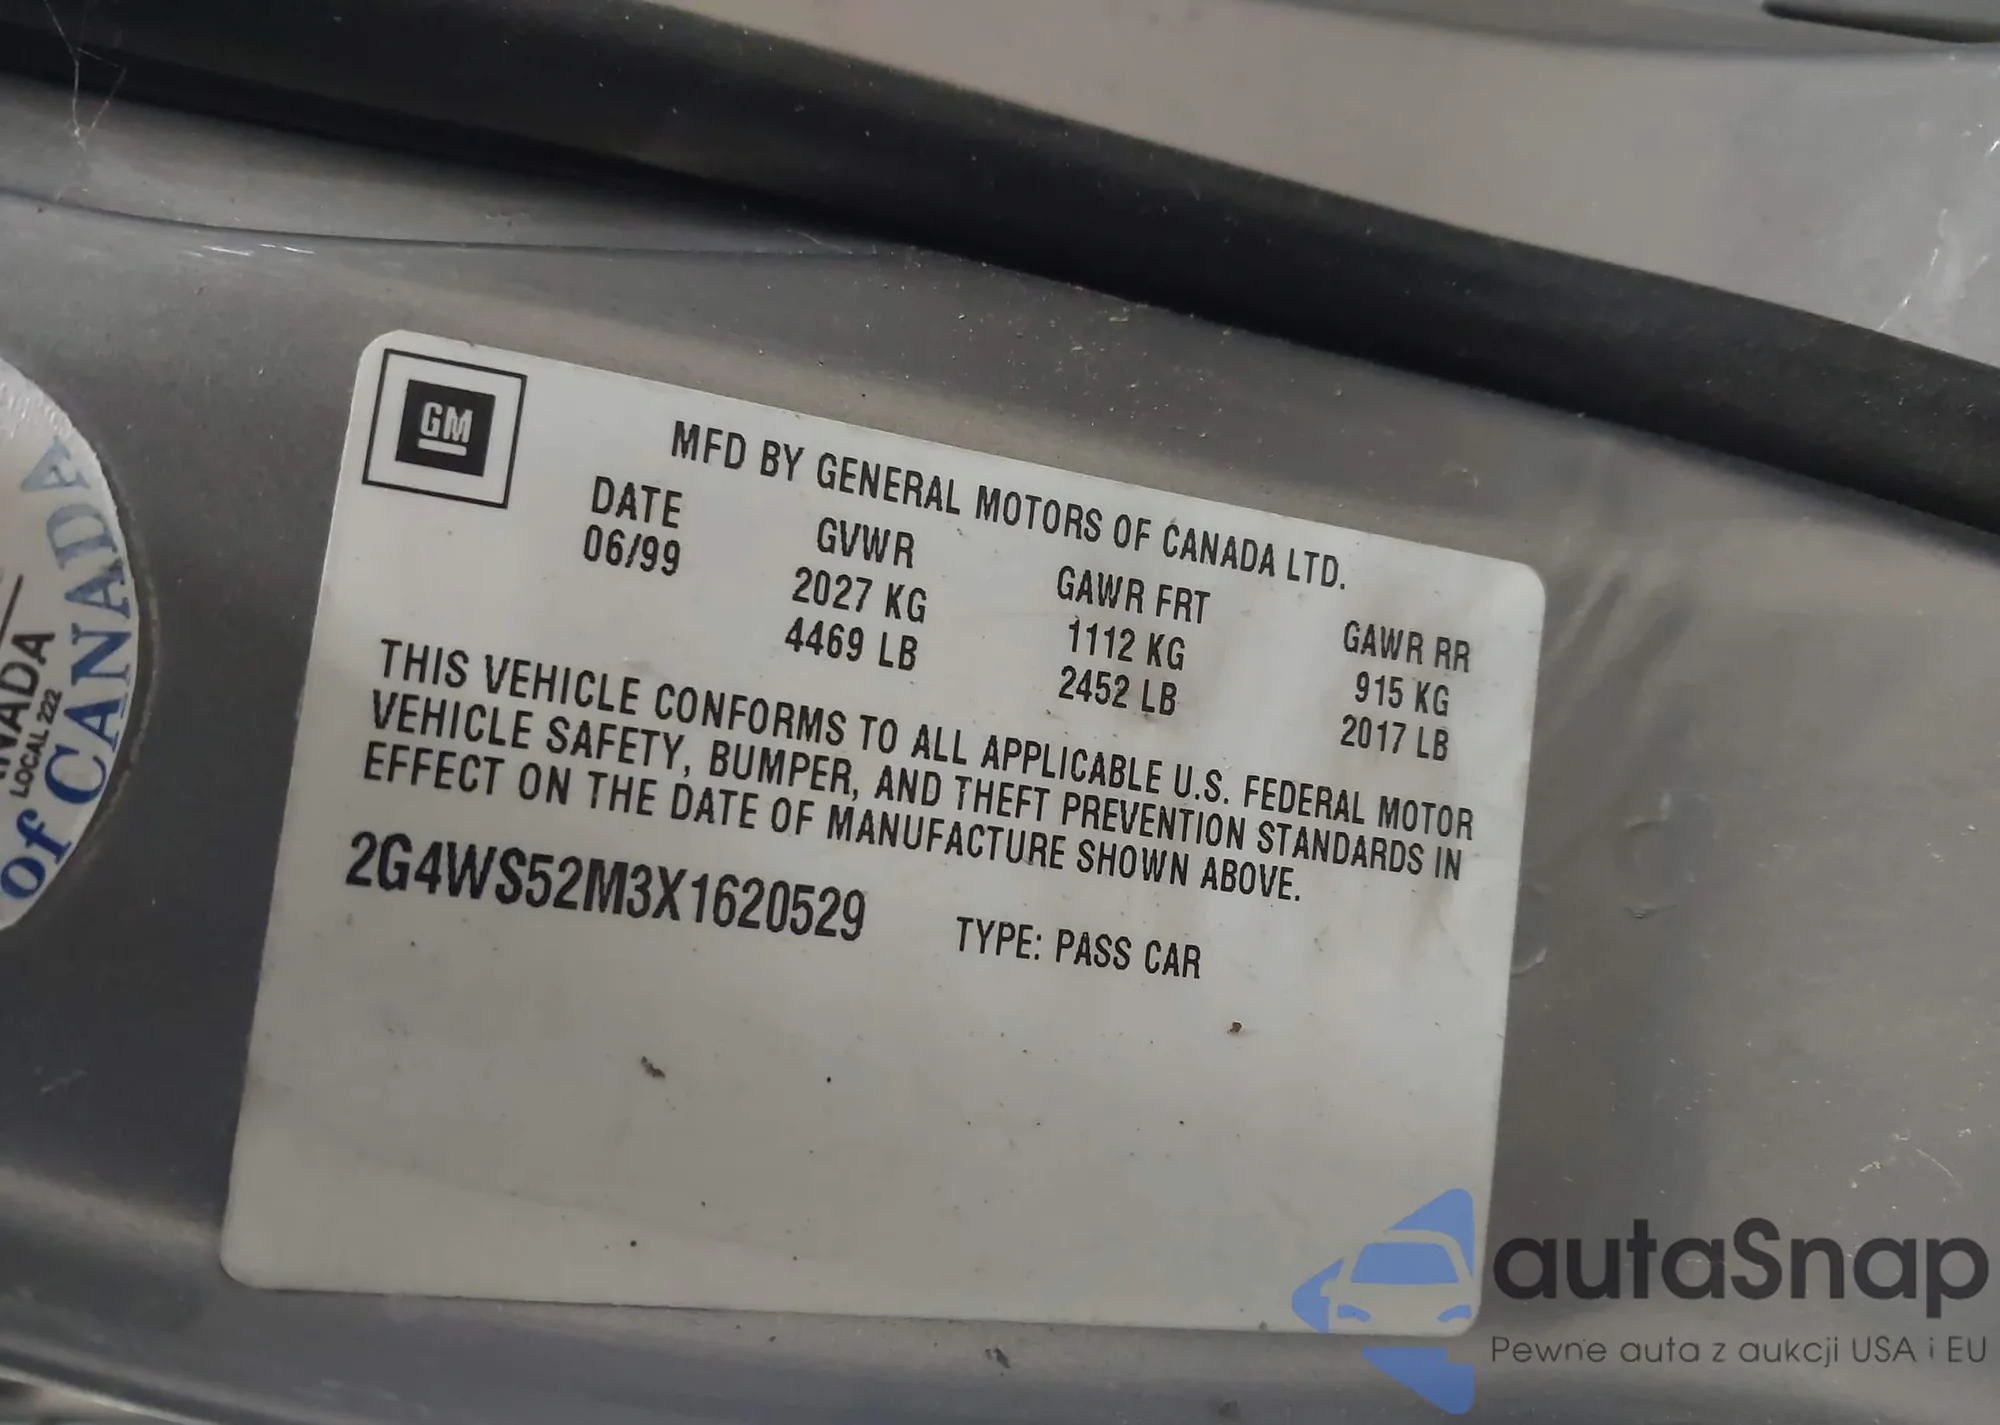 GM
MFD BY GENERAL MOTORS OF CANADA LTD.
DATE GVWR GAWR FRT GAWR RR
06/99 2027 KG 1112 KG 915 KG
4469 LB 2452 LB 2017 LB
THIS VEHICLE CONFORMS TO ALL APPLICABLE U.S. FEDERAL MOTOR
VEHICLE SAFETY, BUMPER, AND THEFT PREVENTION STANDARDS IN
EFFECT ON THE DATE OF MANUFACTURE SHOWN ABOVE.
2G4WS52M3X1620529 TYPE: PASS CAR
LOCAL 222
Of CANADA
autaSnap
Pewne auta z aukcji USA i EU